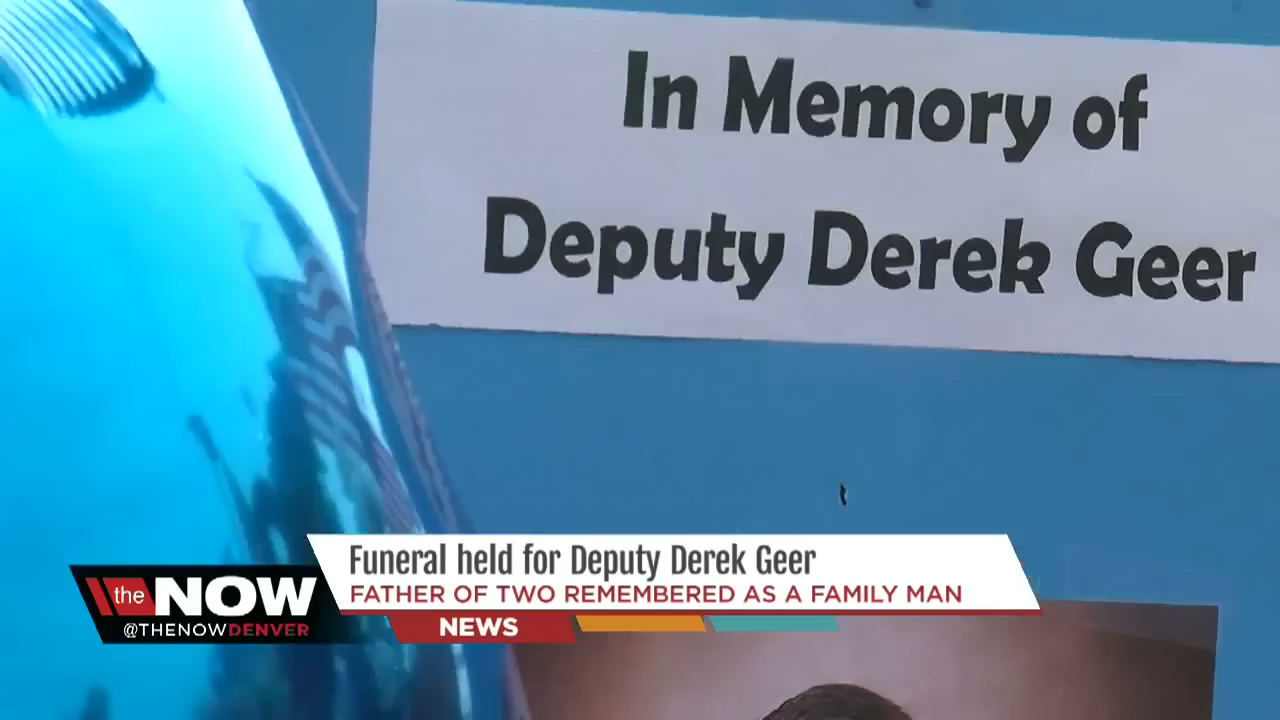 In Memory of
Deputy Derek Geer
Funeral held for Deputy Derek Geer
FATHER OF TWO REMEMBERED AS A FAMILY MAN
the NOW
@THENOWDENVER
NEWS